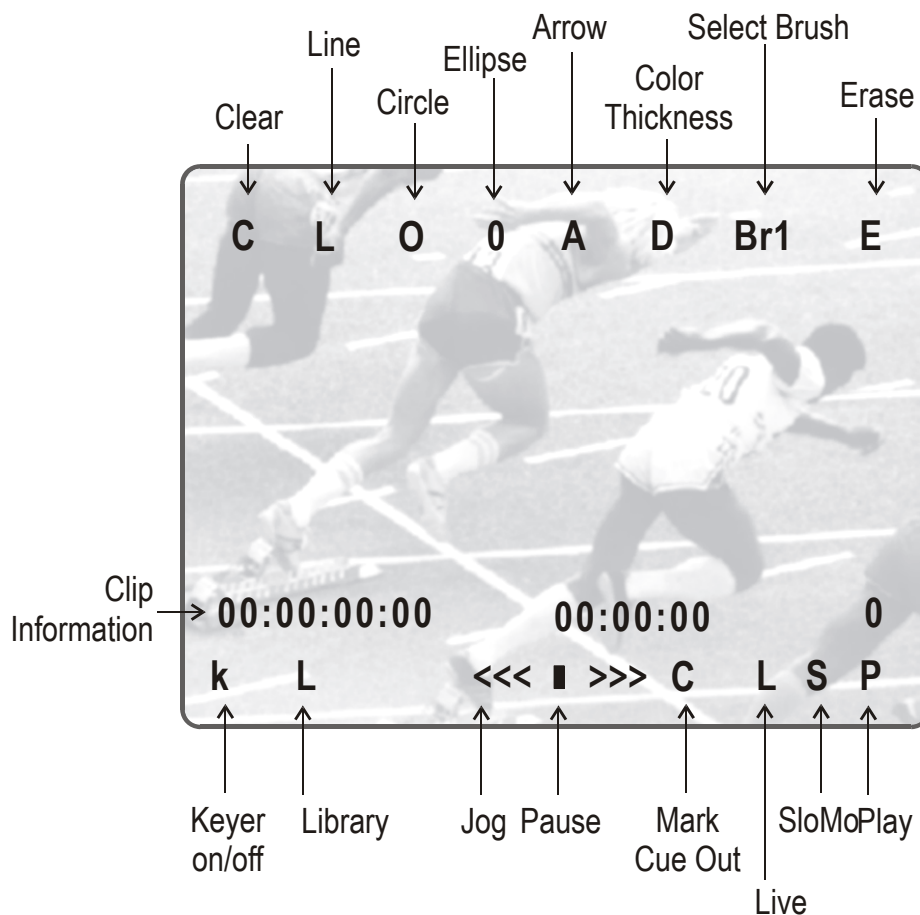 Line
Ellipse
Arrow
Select Brush
Clear
Circle
Color
Thickness
Erase
C L O 0 A D Br1 E
Clip
Information
00:00:00:00 00:00:00 0
k L <<< ▮ >>> C L S P
Keyer
on/off
Library
Jog
Pause
Mark
Cue Out
SloMo
Play
Live